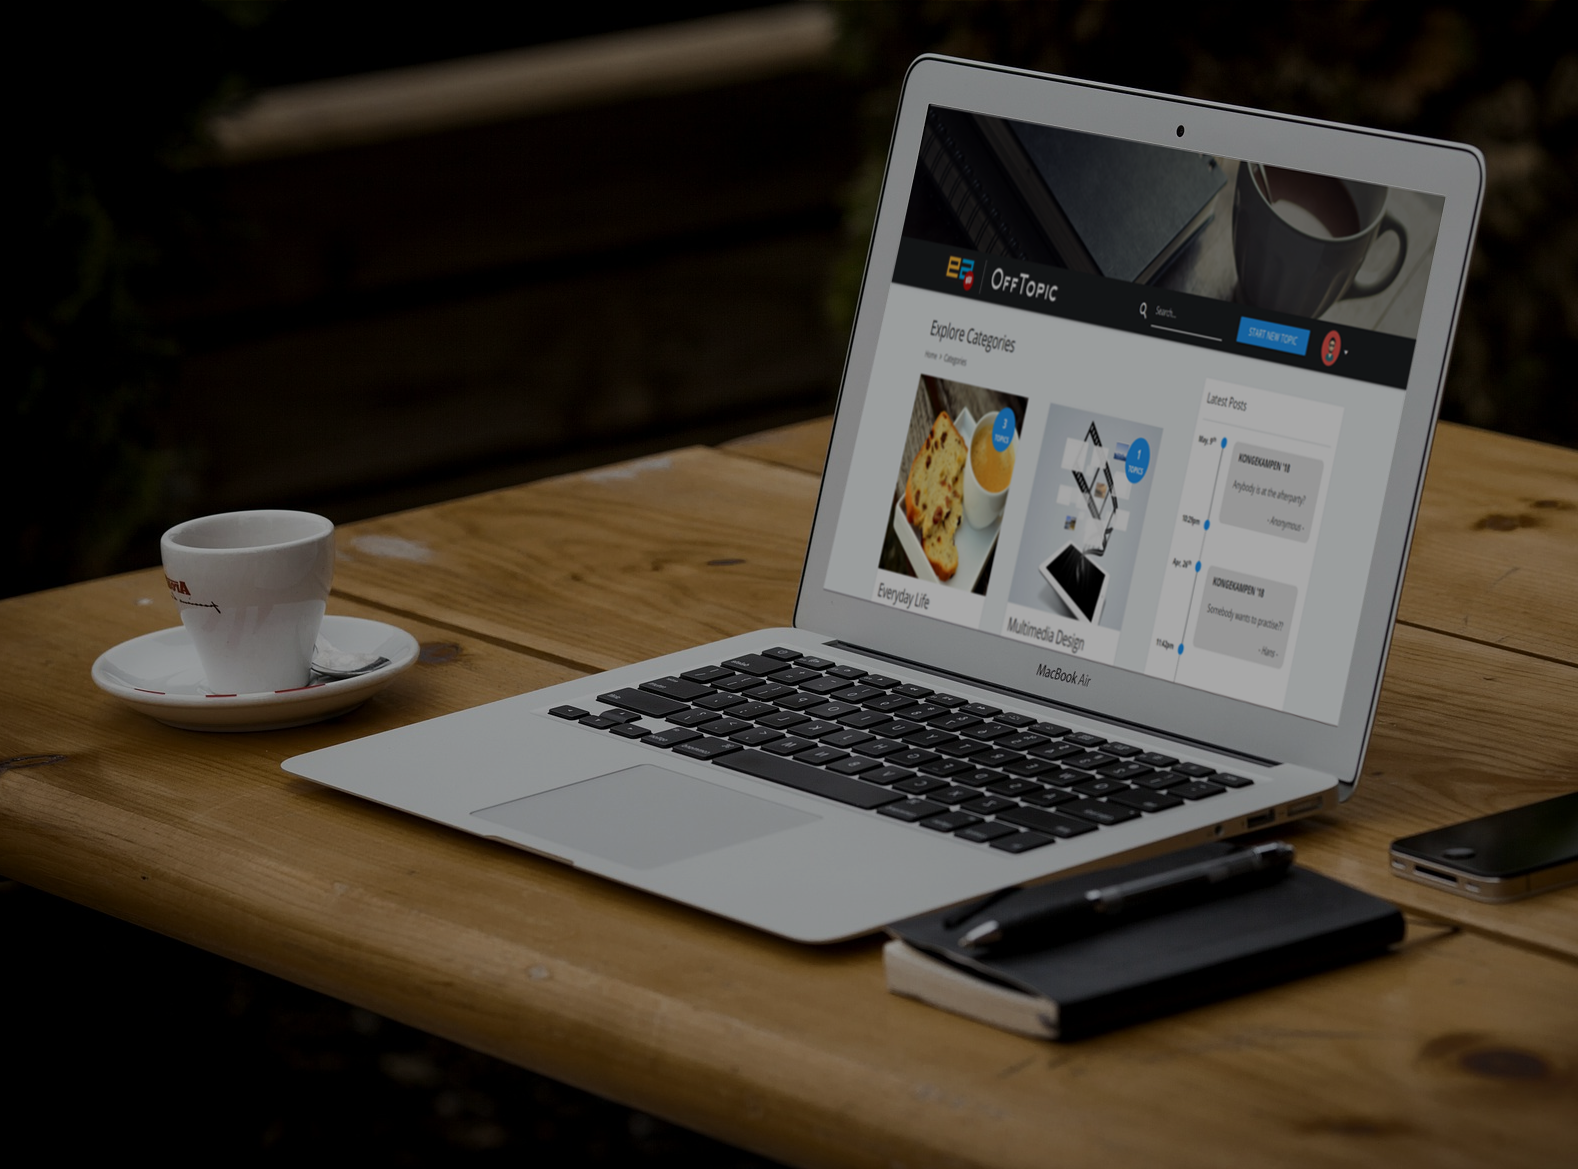 OFFTOPIC
Search..
START NEW TOPIC
Explore Categories
Home > Categories
3
TOPICS
Everyday Life
1
TOPICS
Multimedia Design
Latest Posts
May, 9th
KONGEKAMPEN '18
Anybody is at the afterparty?
- Anonymous -
10:29pm
Apr, 26th
KONGEKAMPEN '18
Somebody wants to practise??
- Hans -
11:42pm
MacBook Air